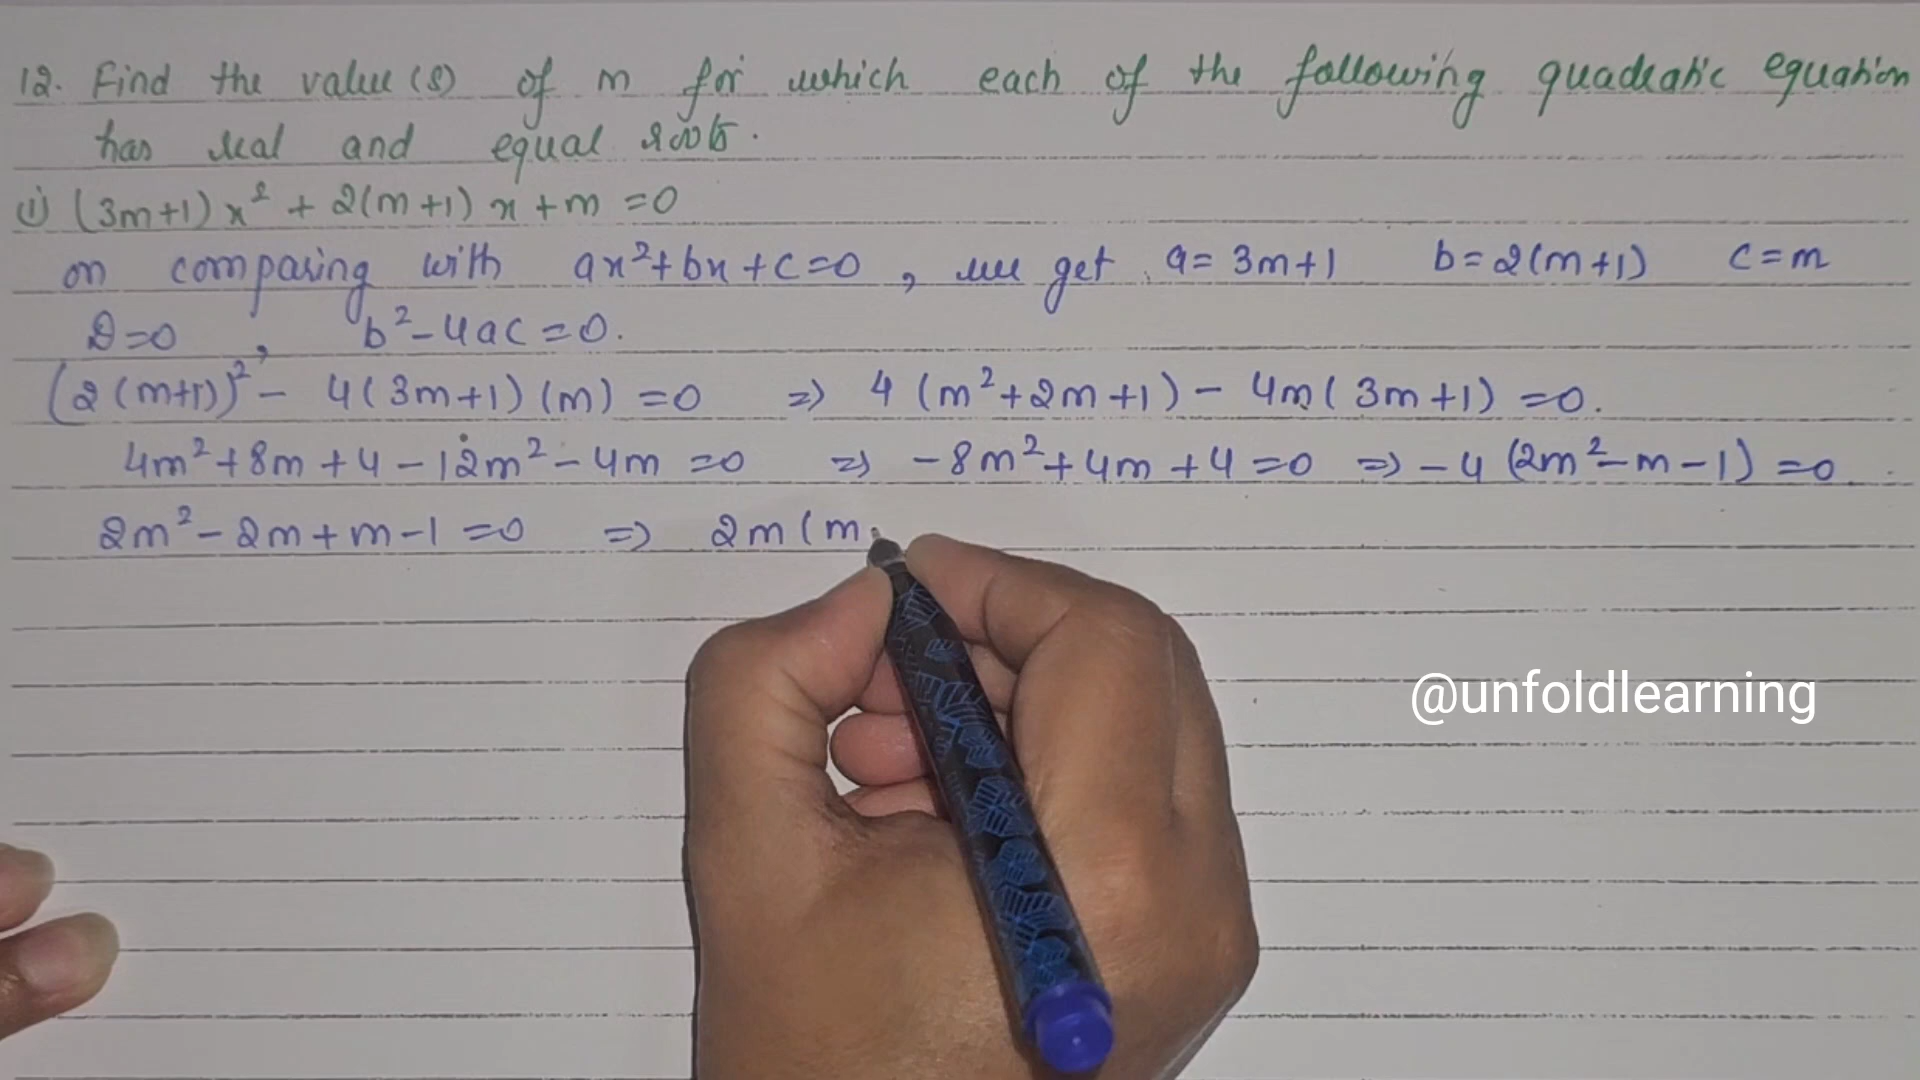 12. Find the value(s) of m for which each of the following quadratic equation
has real and equal roots.
(i) (3m+1)x² + 2(m+1)x + m = 0
on comparing with ax²+bx+c=0, we get a= 3m+1 b=2(m+1) c=m
D=0, b²-4ac=0.
(2(m+1))² - 4(3m+1)(m) =0 => 4(m²+2m+1) - 4m(3m+1) =0.
4m²+8m+4-12m²-4m =0 => -8m²+4m+4=0 => -4(2m²-m-1)=0
2m²-2m+m-1=0 => 2m(m
@unfoldlearning